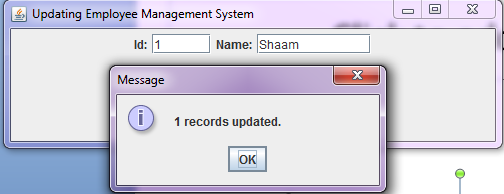 Updating Employee Management System
Id: 1 Name: Shaam
Message
1 records updated.
OK